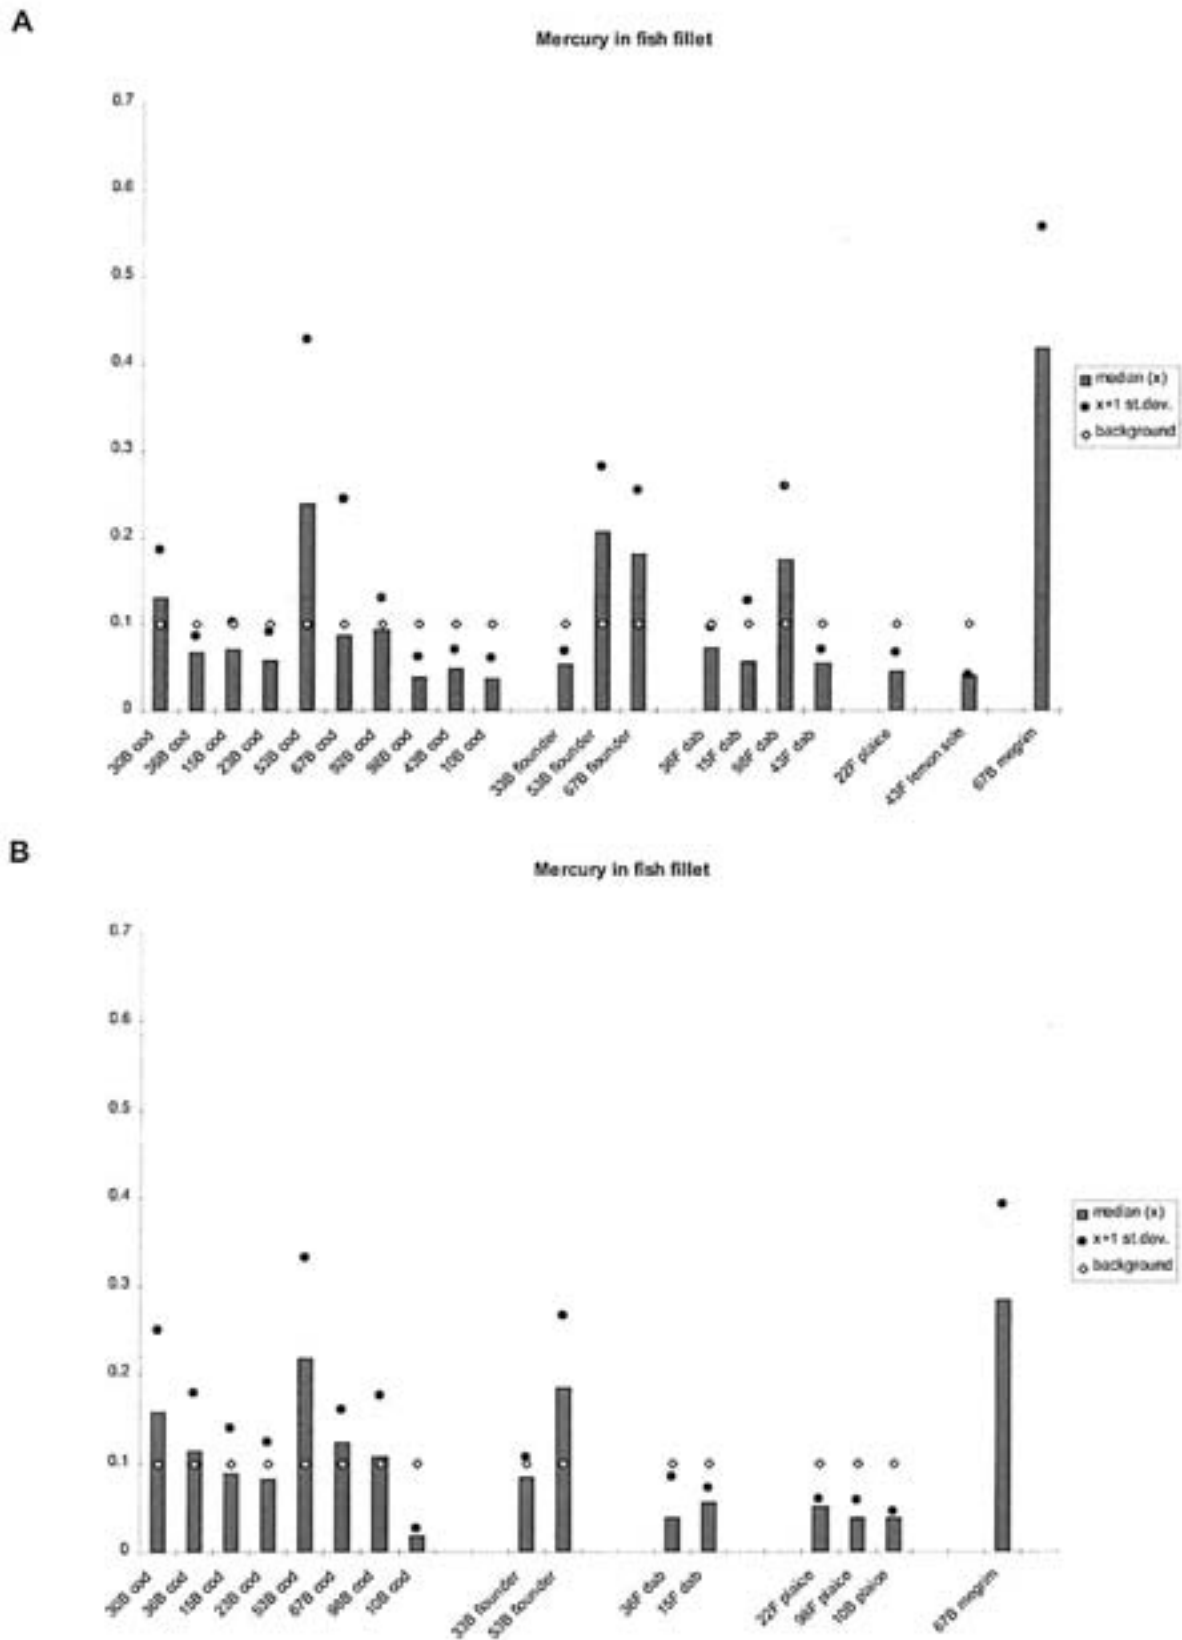 A
Mercury in fish fillet
0.7
0.6
0.5
0.4
0.3
0.2
0.1
0
median (x)
x+1 st.dev.
background
30B cod
36B cod
15B cod
23B cod
53B cod
67B cod
92B cod
98B cod
43B cod
10B cod
33B flounder
53B flounder
67B flounder
36F dab
15F dab
98F dab
43F dab
22F plaice
43F lemon sole
67B megrim
B
Mercury in fish fillet
0.7
0.6
0.5
0.4
0.3
0.2
0.1
0
median (x)
x+1 st.dev.
background
30B cod
36B cod
15B cod
23B cod
53B cod
67B cod
98B cod
10B cod
33B flounder
53B flounder
36F dab
15F dab
22F plaice
98F plaice
10B plaice
67B megrim